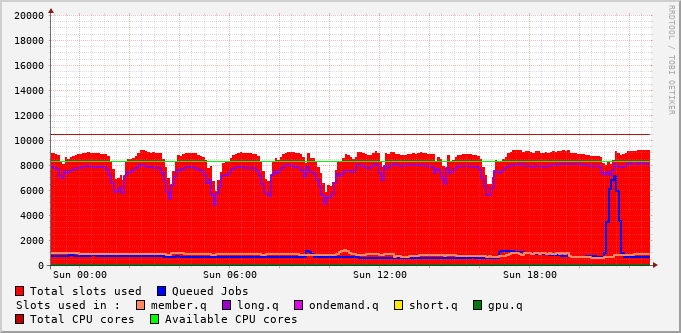 20000
18000
16000
14000
12000
10000
8000
6000
4000
2000
0
Sun 00:00 Sun 06:00 Sun 12:00 Sun 18:00
RRDTOOL / TOBI OETIKER
Total slots used Queued Jobs
Slots used in : member.q long.q ondemand.q short.q gpu.q
Total CPU cores Available CPU cores